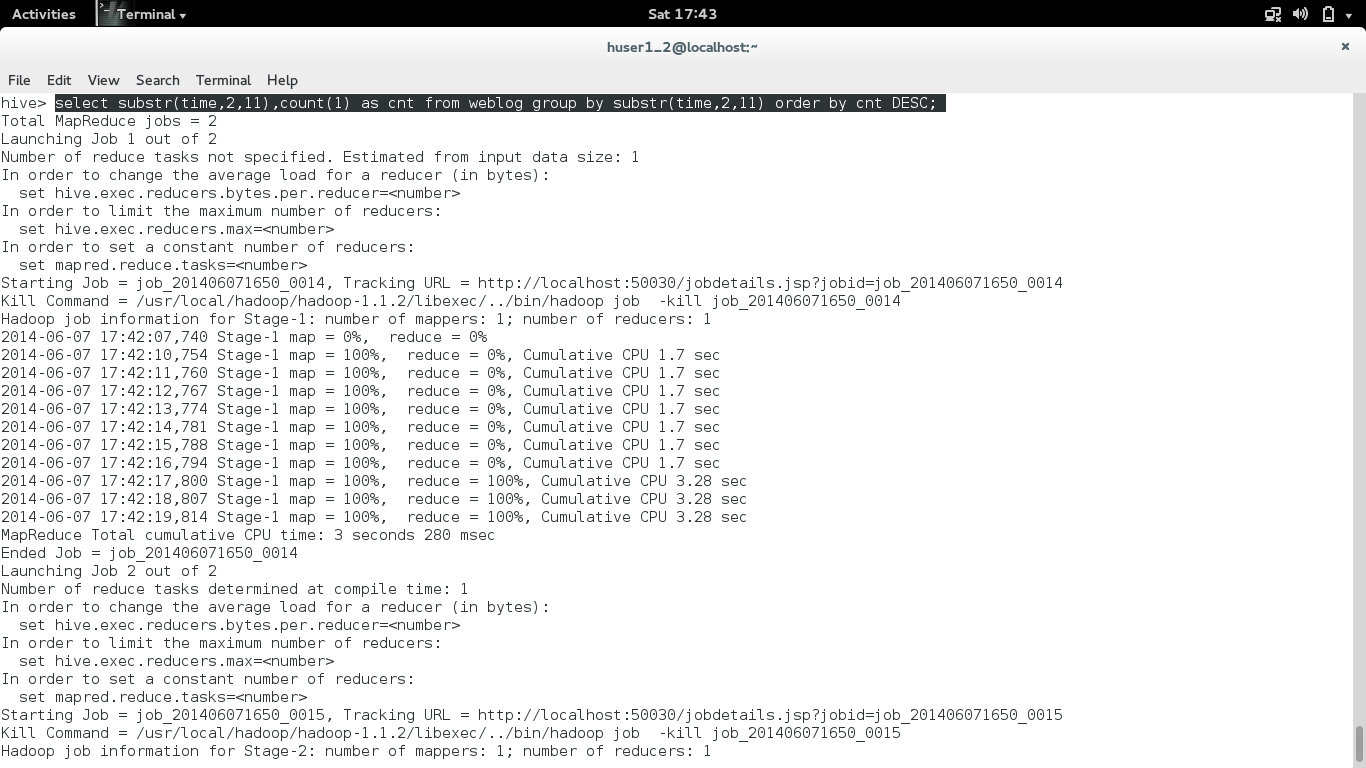 Activities
Terminal
Sat 17:43
huser1_2@localhost:~
File Edit View Search Terminal Help
hive> select substr(time,2,11),count(1) as cnt from weblog group by substr(time,2,11) order by cnt DESC;
Total MapReduce jobs = 2
Launching Job 1 out of 2
Number of reduce tasks not specified. Estimated from input data size: 1
In order to change the average load for a reducer (in bytes):
  set hive.exec.reducers.bytes.per.reducer=<number>
In order to limit the maximum number of reducers:
  set hive.exec.reducers.max=<number>
In order to set a constant number of reducers:
  set mapred.reduce.tasks=<number>
Starting Job = job_201406071650_0014, Tracking URL = http://localhost:50030/jobdetails.jsp?jobid=job_201406071650_0014
Kill Command = /usr/local/hadoop/hadoop-1.1.2/libexec/../bin/hadoop job  -kill job_201406071650_0014
Hadoop job information for Stage-1: number of mappers: 1; number of reducers: 1
2014-06-07 17:42:07,740 Stage-1 map = 0%,  reduce = 0%
2014-06-07 17:42:10,754 Stage-1 map = 100%,  reduce = 0%, Cumulative CPU 1.7 sec
2014-06-07 17:42:11,760 Stage-1 map = 100%,  reduce = 0%, Cumulative CPU 1.7 sec
2014-06-07 17:42:12,767 Stage-1 map = 100%,  reduce = 0%, Cumulative CPU 1.7 sec
2014-06-07 17:42:13,774 Stage-1 map = 100%,  reduce = 0%, Cumulative CPU 1.7 sec
2014-06-07 17:42:14,781 Stage-1 map = 100%,  reduce = 0%, Cumulative CPU 1.7 sec
2014-06-07 17:42:15,788 Stage-1 map = 100%,  reduce = 0%, Cumulative CPU 1.7 sec
2014-06-07 17:42:16,794 Stage-1 map = 100%,  reduce = 0%, Cumulative CPU 1.7 sec
2014-06-07 17:42:17,800 Stage-1 map = 100%,  reduce = 100%, Cumulative CPU 3.28 sec
2014-06-07 17:42:18,807 Stage-1 map = 100%,  reduce = 100%, Cumulative CPU 3.28 sec
2014-06-07 17:42:19,814 Stage-1 map = 100%,  reduce = 100%, Cumulative CPU 3.28 sec
MapReduce Total cumulative CPU time: 3 seconds 280 msec
Ended Job = job_201406071650_0014
Launching Job 2 out of 2
Number of reduce tasks determined at compile time: 1
In order to change the average load for a reducer (in bytes):
  set hive.exec.reducers.bytes.per.reducer=<number>
In order to limit the maximum number of reducers:
  set hive.exec.reducers.max=<number>
In order to set a constant number of reducers:
  set mapred.reduce.tasks=<number>
Starting Job = job_201406071650_0015, Tracking URL = http://localhost:50030/jobdetails.jsp?jobid=job_201406071650_0015
Kill Command = /usr/local/hadoop/hadoop-1.1.2/libexec/../bin/hadoop job  -kill job_201406071650_0015
Hadoop job information for Stage-2: number of mappers: 1; number of reducers: 1